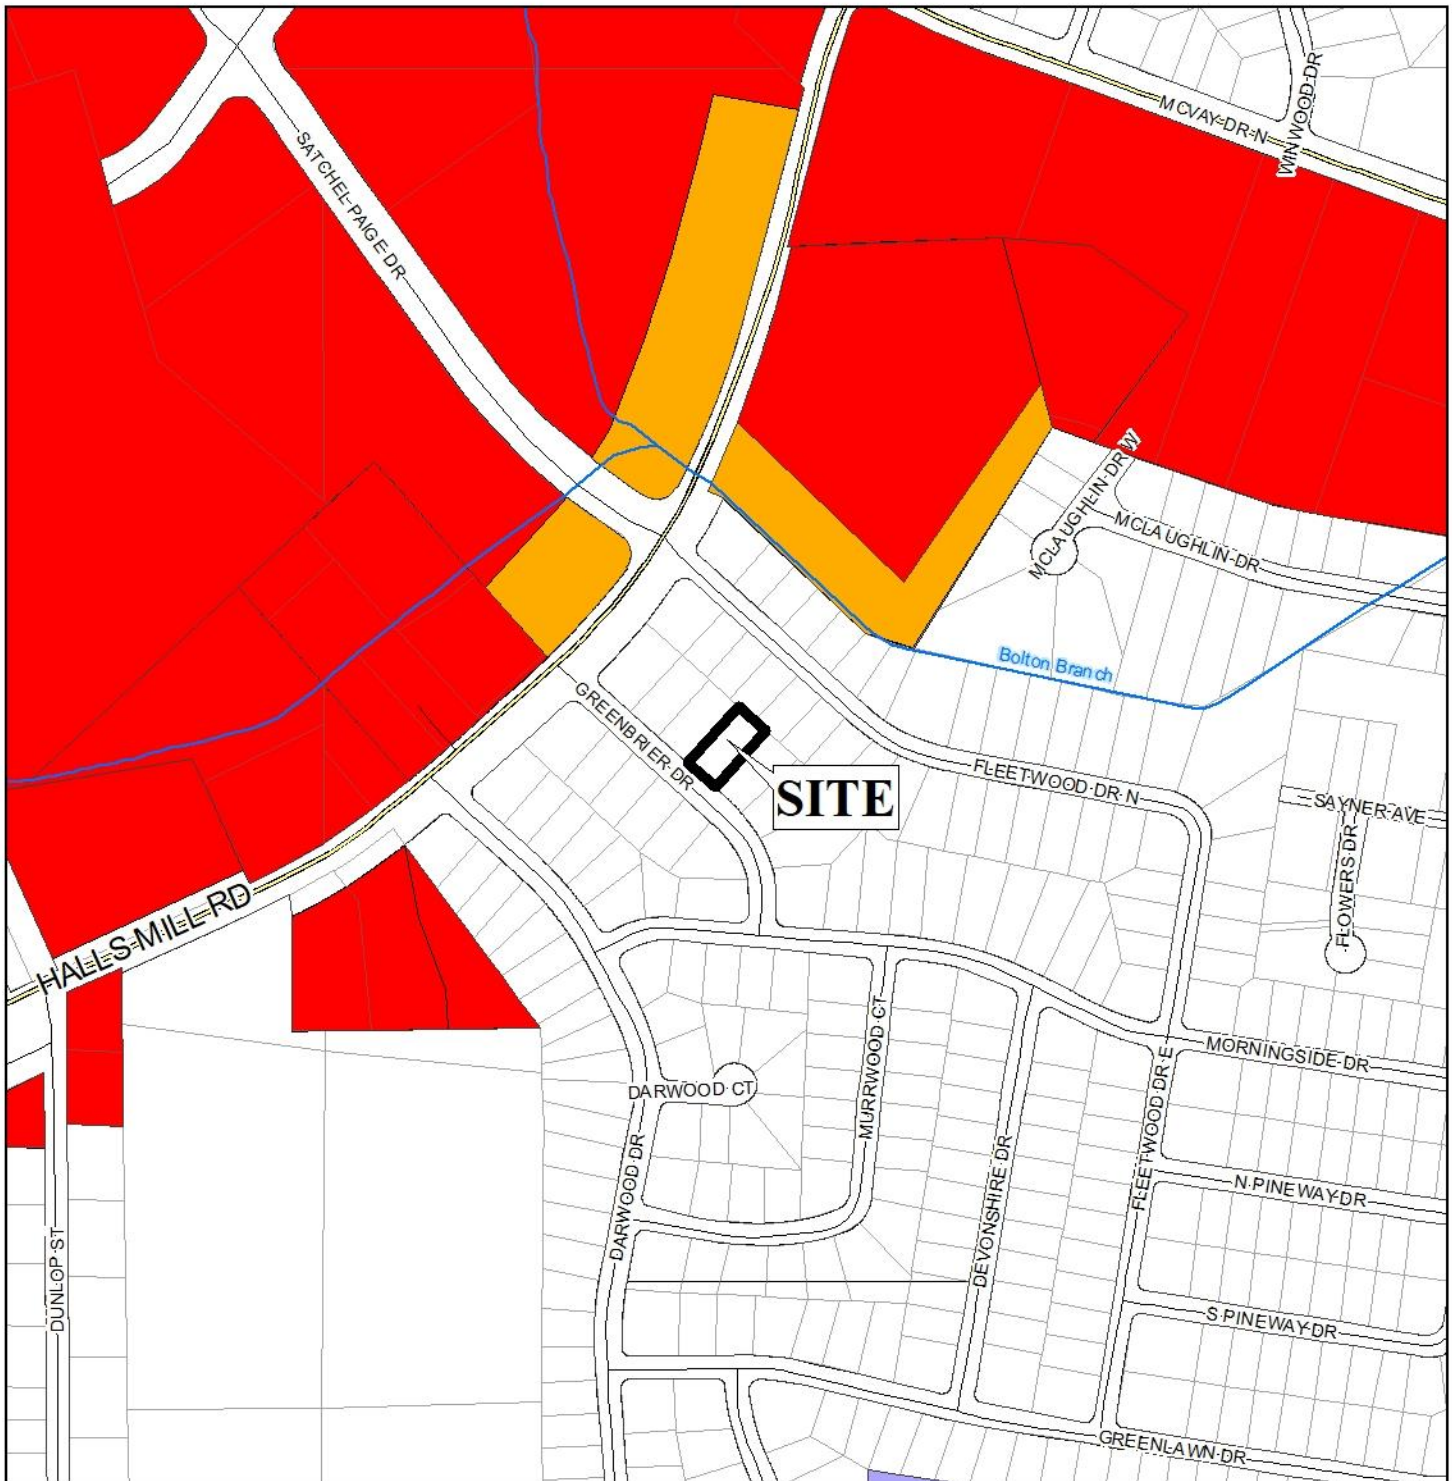 MCVAY DR N
WINWOOD DR
SATCHEL PAIGE DR
MCLAUGHLIN DR W
MCLAUGHLIN DR
Bolton Branch
GREENBRIER DR
SITE
FLEETWOOD DR N
SAYNER AVE
FLOWERS DR
HALLS MILL RD
MORNINGSIDE DR
MURRWOOD CT
DARWOOD CT
FLEETWOOD DR E
DARWOOD DR
DEVONSHIRE DR
N PINEWAY DR
DUNLOP ST
S PINEWAY DR
GREENLAWN DR